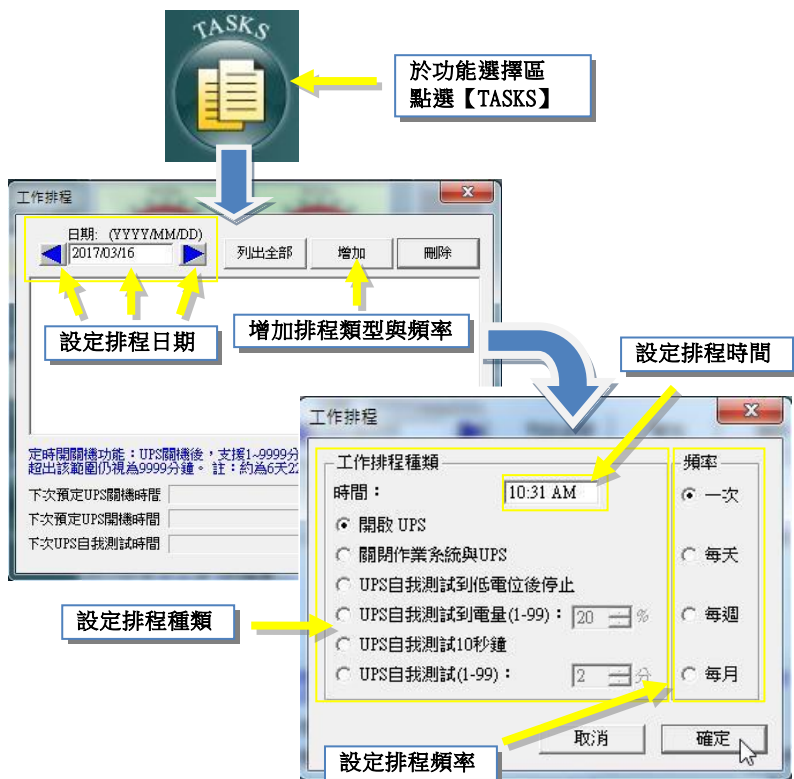 TASKS
於功能選擇區
點選【TASKS】
工作排程
日期: (YYYY/MM/DD)
2017/03/16
列出全部
增加
刪除
設定排程日期
增加排程類型與頻率
設定排程時間
定時開關機功能：UPS關機後，支援1~9999分
超出該範圍仍視為9999分鐘。 註：約為6天2
下次預定UPS關機時間
下次預定UPS開機時間
下次UPS自我測試時間
工作排程
工作排程種類
時間：
10:31 AM
開啟 UPS
關閉作業系統與UPS
UPS自我測試到低電位後停止
UPS自我測試到電量(1-99)： 20 %
UPS自我測試10秒鐘
UPS自我測試(1-99)： 2 分
頻率
一次
每天
每週
每月
設定排程種類
取消
確定
設定排程頻率